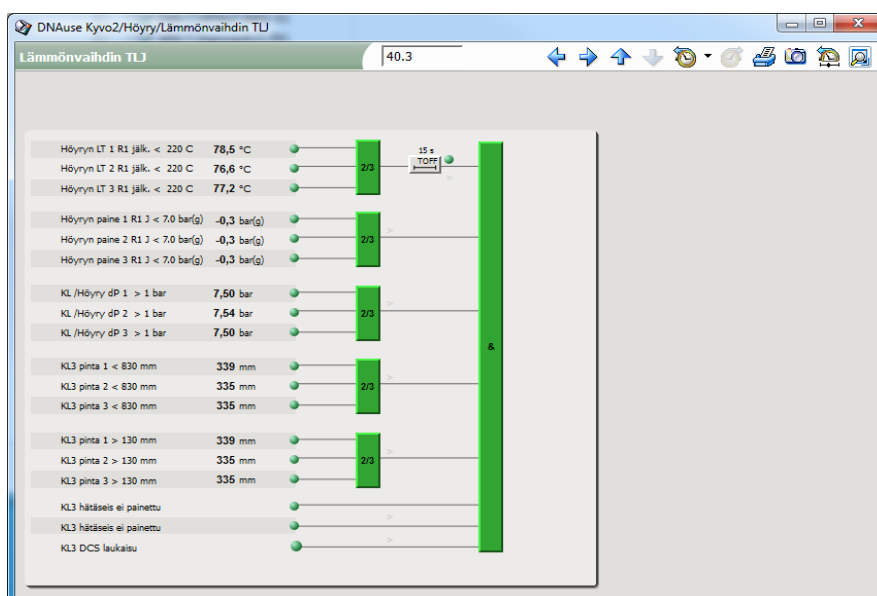 DNAuse Kyvo2/Höyry/Lämmönvaihdin TLJ
Lämmönvaihdin TLJ 40.3
Höyryn LT 1 R1 jälk. < 220 C 78,5 °C
15 s
TOFF
Höyryn LT 2 R1 jälk. < 220 C 76,6 °C 2/3
Höyryn LT 3 R1 jälk. < 220 C 77,2 °C
Höyryn paine 1 R1 J < 7.0 bar(g) -0,3 bar(g)
Höyryn paine 2 R1 J < 7.0 bar(g) -0,3 bar(g) 2/3
Höyryn paine 3 R1 J < 7.0 bar(g) -0,3 bar(g)
KL /Höyry dP 1 > 1 bar 7,50 bar
KL /Höyry dP 2 > 1 bar 7,54 bar 2/3
KL /Höyry dP 3 > 1 bar 7,50 bar
&
KL3 pinta 1 < 830 mm 339 mm
KL3 pinta 2 < 830 mm 335 mm 2/3
KL3 pinta 3 < 830 mm 335 mm
KL3 pinta 1 > 130 mm 339 mm
KL3 pinta 2 > 130 mm 335 mm 2/3
KL3 pinta 3 > 130 mm 335 mm
KL3 hätäseis ei painettu
KL3 hätäseis ei painettu
KL3 DCS laukaisu